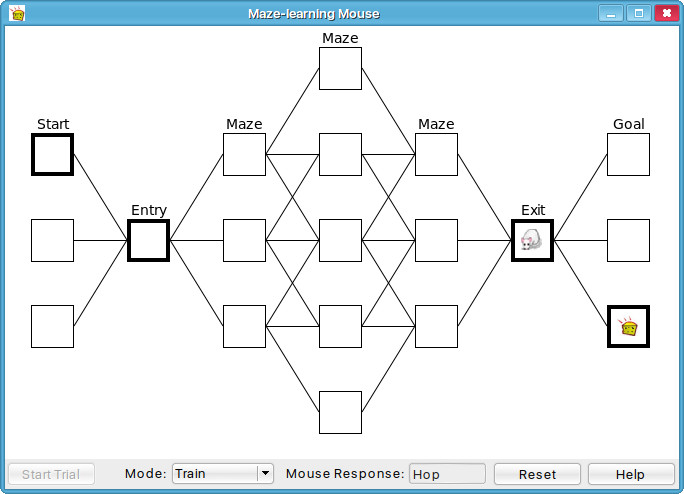 Maze-learning Mouse
Maze
Start
Maze
Maze
Goal
Entry
Exit
Start Trial
Mode:
Train
Mouse Response:
Hop
Reset
Help